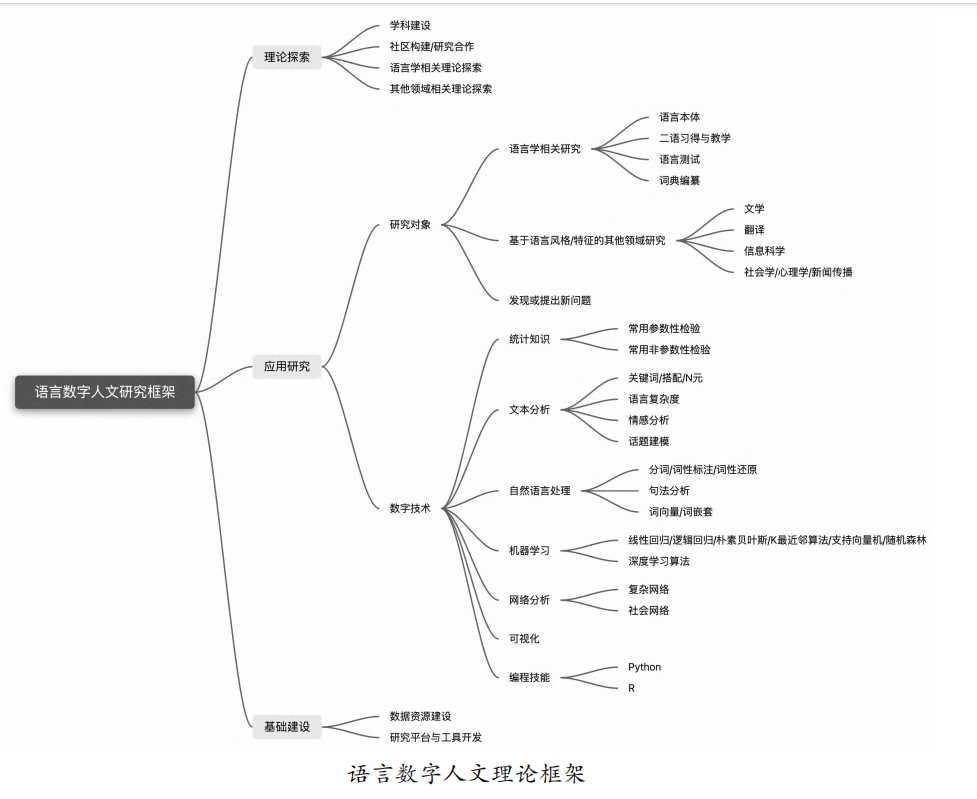 语言数字人文研究框架
理论探索
学科建设
社区构建/研究合作
语言学相关理论探索
其他领域相关理论探索
应用研究
研究对象
语言学相关研究
语言本体
二语习得与教学
语言测试
词典编纂
基于语言风格/特征的其他领域研究
文学
翻译
信息科学
社会学/心理学/新闻传播
发现或提出新问题
数字技术
统计知识
常用参数性检验
常用非参数性检验
文本分析
关键词/搭配/N元
语言复杂度
情感分析
话题建模
自然语言处理
分词/词性标注/词性还原
句法分析
词向量/词嵌套
机器学习
线性回归/逻辑回归/朴素贝叶斯/K最近邻算法/支持向量机/随机森林
深度学习算法
网络分析
复杂网络
社会网络
可视化
编程技能
Python
R
基础建设
数据资源建设
研究平台与工具开发
语言数字人文理论框架